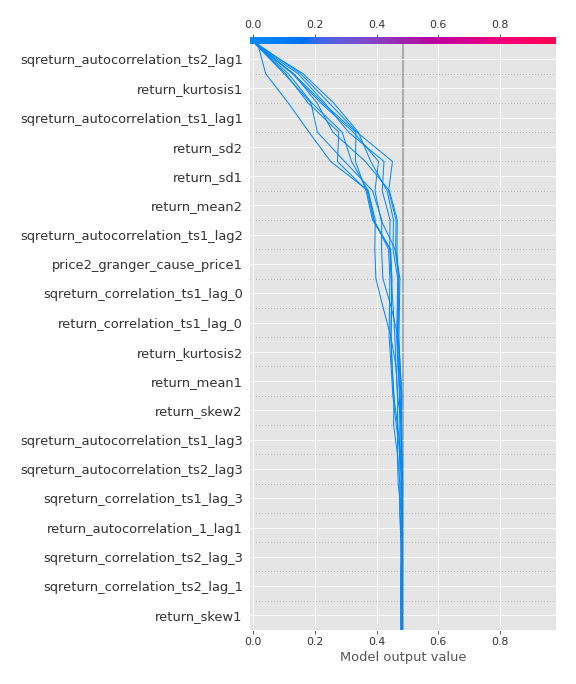 0.0 0.2 0.4 0.6 0.8
sqreturn_autocorrelation_ts2_lag1
return_kurtosis1
sqreturn_autocorrelation_ts1_lag1
return_sd2
return_sd1
return_mean2
sqreturn_autocorrelation_ts1_lag2
price2_granger_cause_price1
sqreturn_correlation_ts1_lag_0
return_correlation_ts1_lag_0
return_kurtosis2
return_mean1
return_skew2
sqreturn_autocorrelation_ts1_lag3
sqreturn_autocorrelation_ts2_lag3
sqreturn_correlation_ts1_lag_3
return_autocorrelation_1_lag1
sqreturn_correlation_ts2_lag_3
sqreturn_correlation_ts2_lag_1
return_skew1
0.0 0.2 0.4 0.6 0.8
Model output value